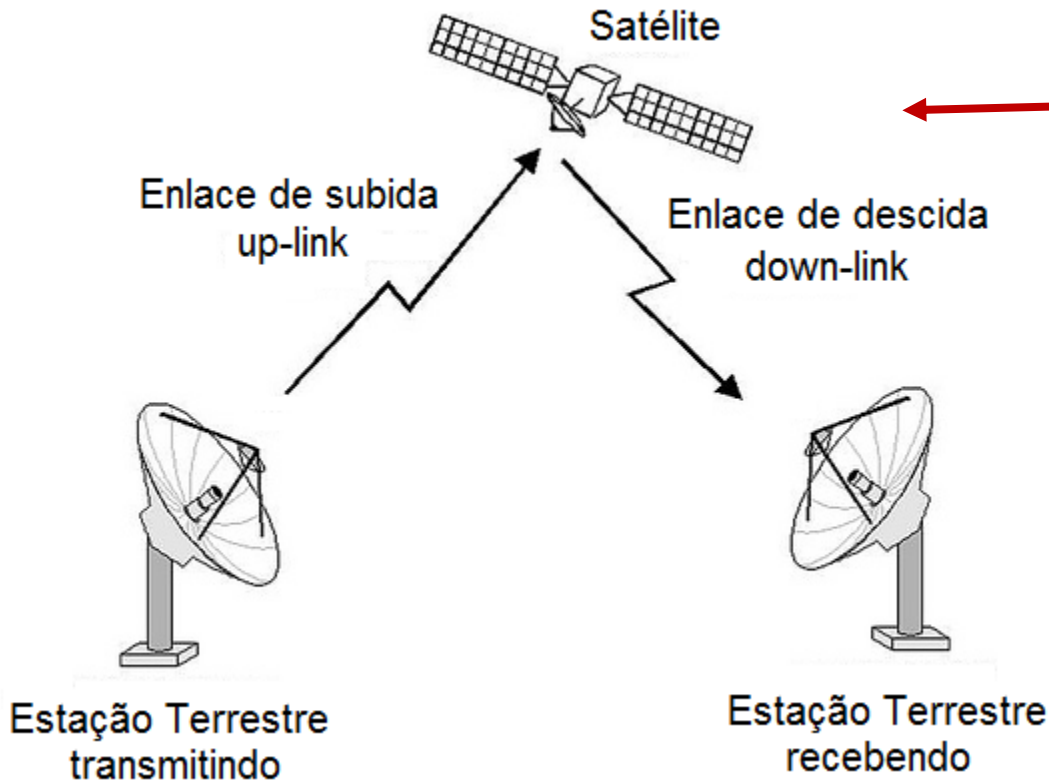 Satélite
Enlace de subida
up-link
Enlace de descida
down-link
Estação Terrestre
transmitindo
Estação Terrestre
recebendo